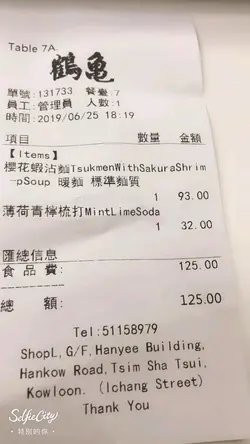 Table 7A
鶴亀
單號:131733 餐臺:7
員工:管理員 人數:1
時間:2019/06/25 18:19
項目 數量 金額
【Items】
櫻花蝦沾麵TsukmenWithSakuraShrim
-pSoup 暖麵 標準麵質
1 93.00
薄荷青檸梳打MintLimeSoda
1 32.00
匯總信息
食 品 費: 125.00
總 額: 125.00
Tel:51158979
ShopL,G/F,Hanyee Building,
Hankow Road,Tsim Sha Tsui,
Kowloon. (Ichang Street)
Thank You
SelfieCity
· 特别的你 ·